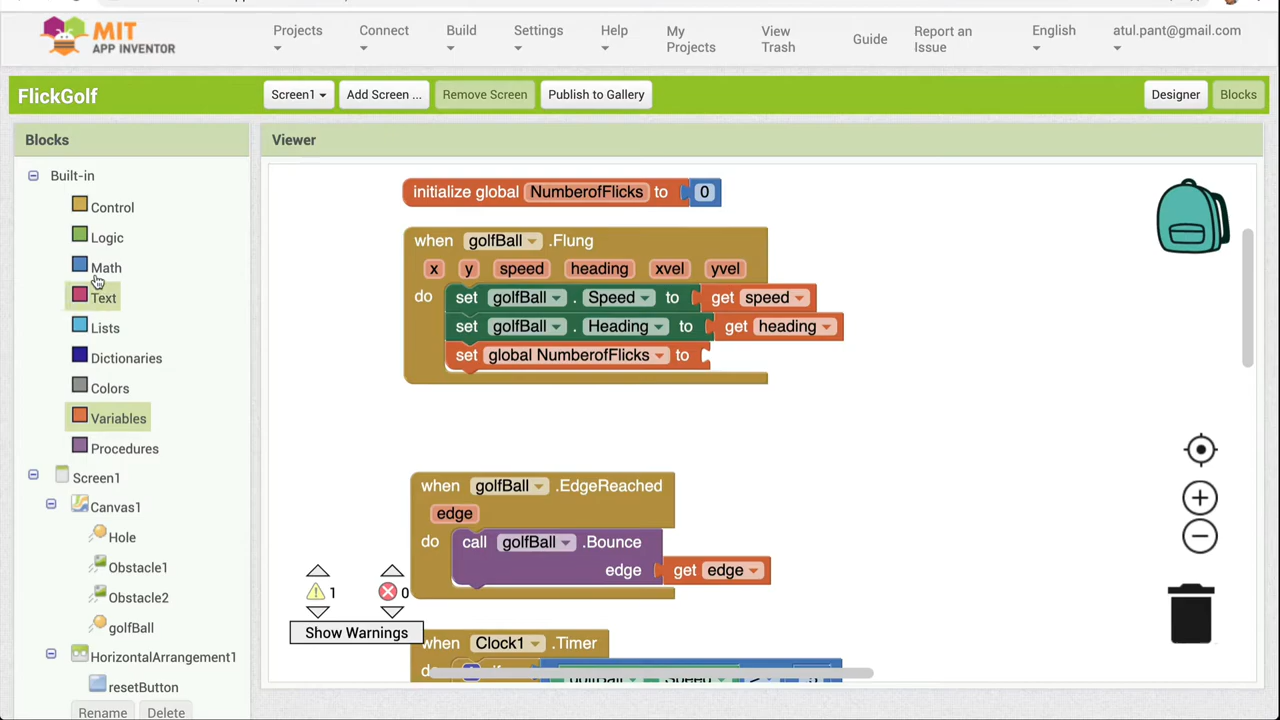 MIT
APP INVENTOR
Projects
Connect
Build
Settings
Help
My
Projects
View
Trash
Guide
Report an
Issue
English
atul.pant@gmail.com
FlickGolf
Screen1
Add Screen ...
Remove Screen
Publish to Gallery
Designer
Blocks
Blocks
Viewer
Built-in
Control
Logic
Math
Text
Lists
Dictionaries
Colors
Variables
Procedures
Screen1
Canvas1
Hole
Obstacle1
Obstacle2
golfBall
HorizontalArrangement1
resetButton
Rename
Delete
initialize global NumberofFlicks to 0
when golfBall .Flung
x y speed heading xvel yvel
do set golfBall . Speed to get speed
set golfBall . Heading to get heading
set global NumberofFlicks to
when golfBall .EdgeReached
edge
do call golfBall .Bounce
edge get edge
1 0
Show Warnings
when Clock1 .Timer